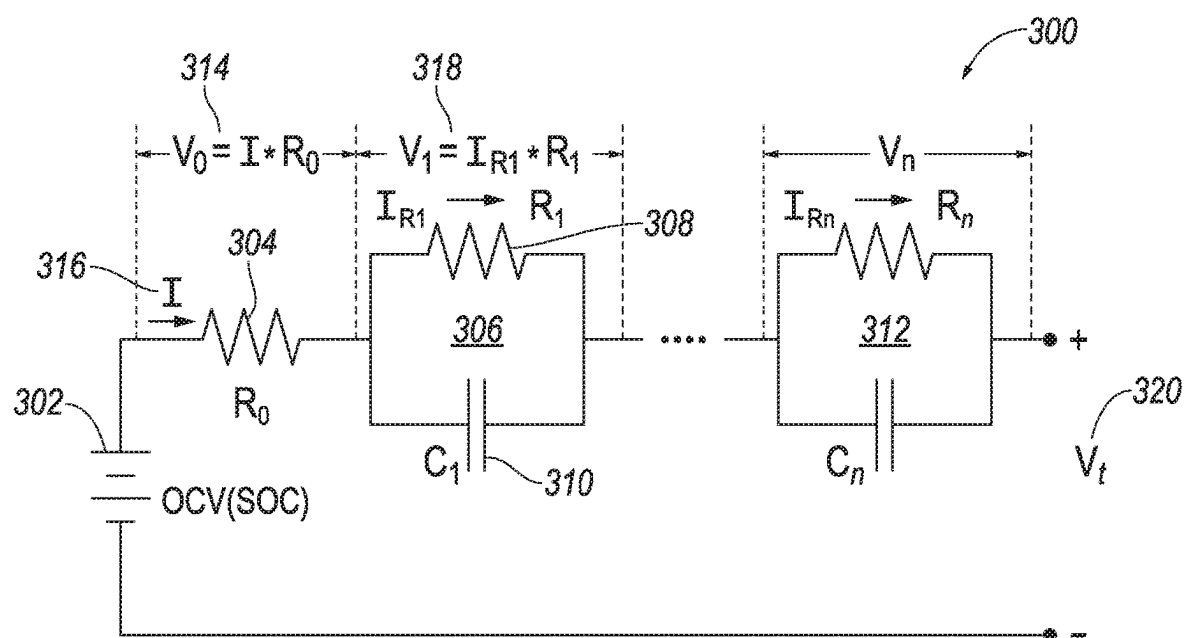 300
314
318
V₀ = I * R₀
V₁ = I_R1 * R₁
Vₙ
I_R1
R₁
I_Rn
Rₙ
308
304
316
I
306
....
312
+
R₀
302
320
C₁
310
Cₙ
Vₜ
OCV(SOC)
-